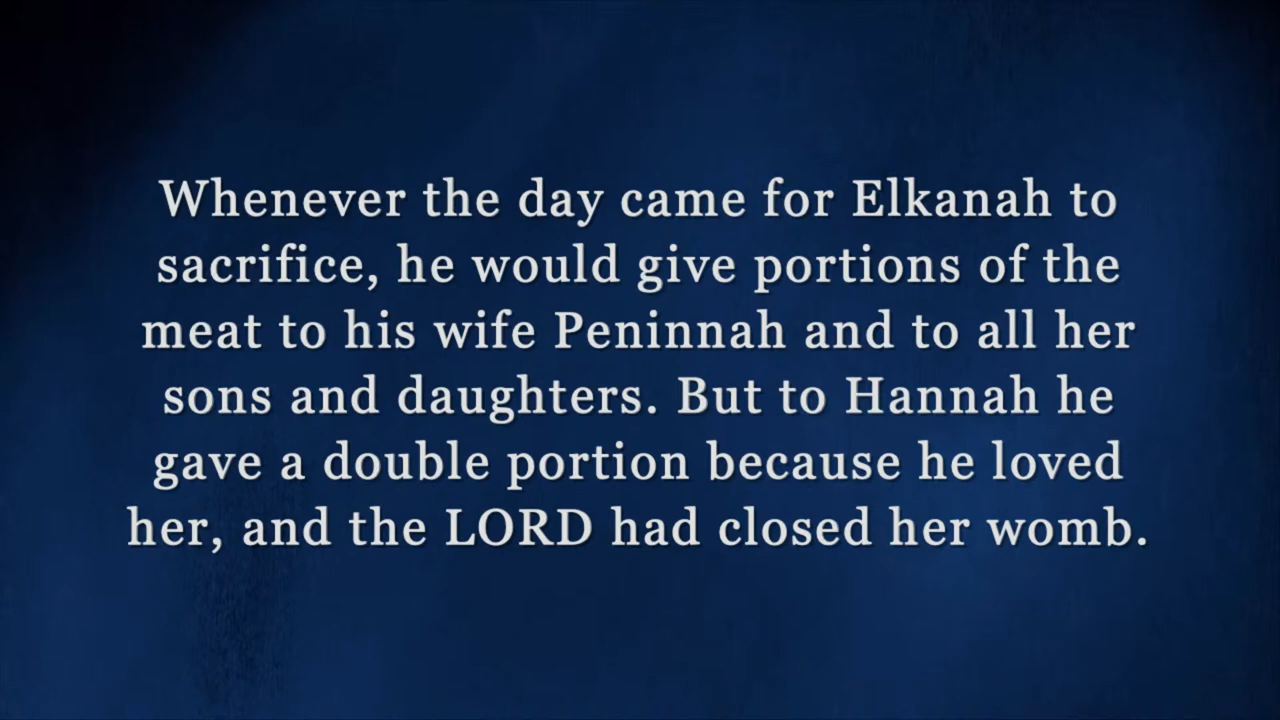 Whenever the day came for Elkanah to
sacrifice, he would give portions of the
meat to his wife Peninnah and to all her
sons and daughters. But to Hannah he
gave a double portion because he loved
her, and the LORD had closed her womb.